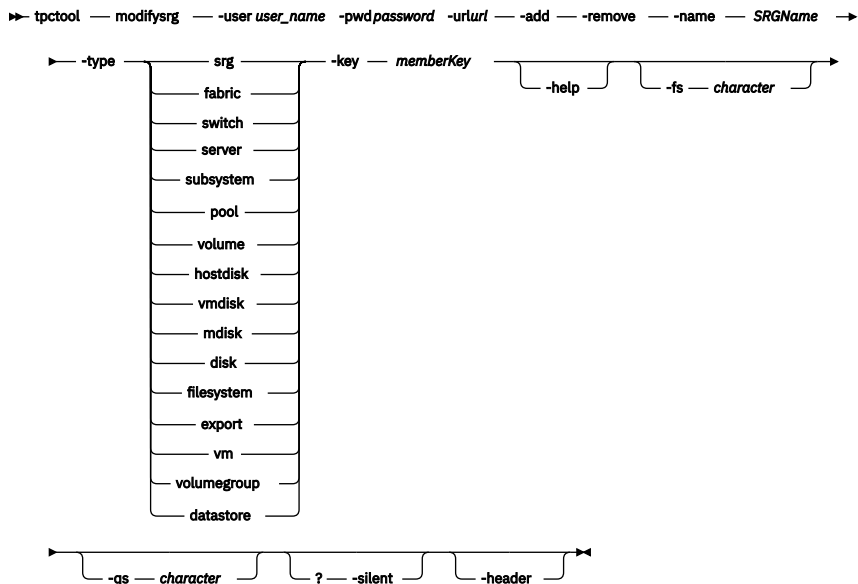 tpctool modifysrg -user user_name -pwd password -url url -add -remove -name SRGName
-type srg -key memberKey
fabric
switch
server
subsystem
pool
volume
hostdisk
vmdisk
mdisk
disk
filesystem
export
vm
volumegroup
datastore
-help -fs character
-qs character ? -silent -header